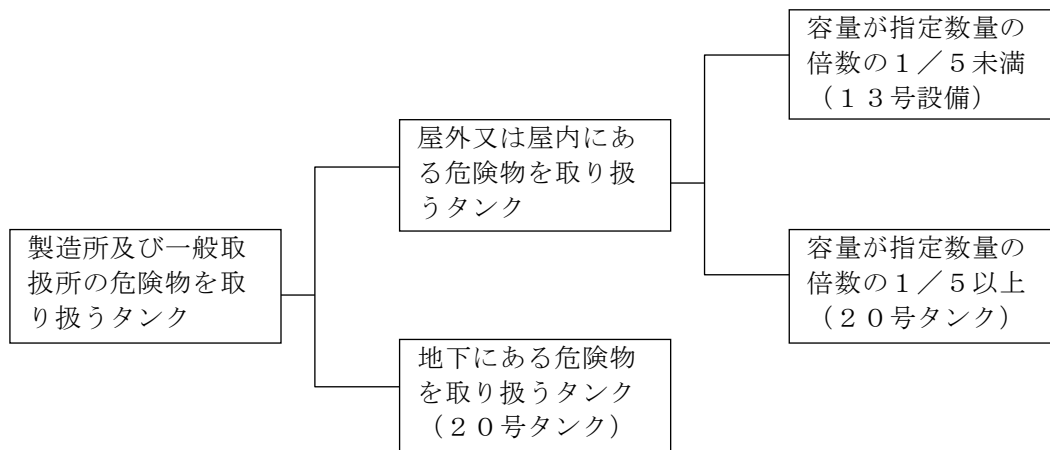 製造所及び一般取
扱所の危険物を取
り扱うタンク
屋外又は屋内にあ
る危険物を取り扱
うタンク
容量が指定数量の
倍数の１／５未満
（１３号設備）
容量が指定数量の
倍数の１／５以上
（２０号タンク）
地下にある危険物
を取り扱うタンク
（２０号タンク）